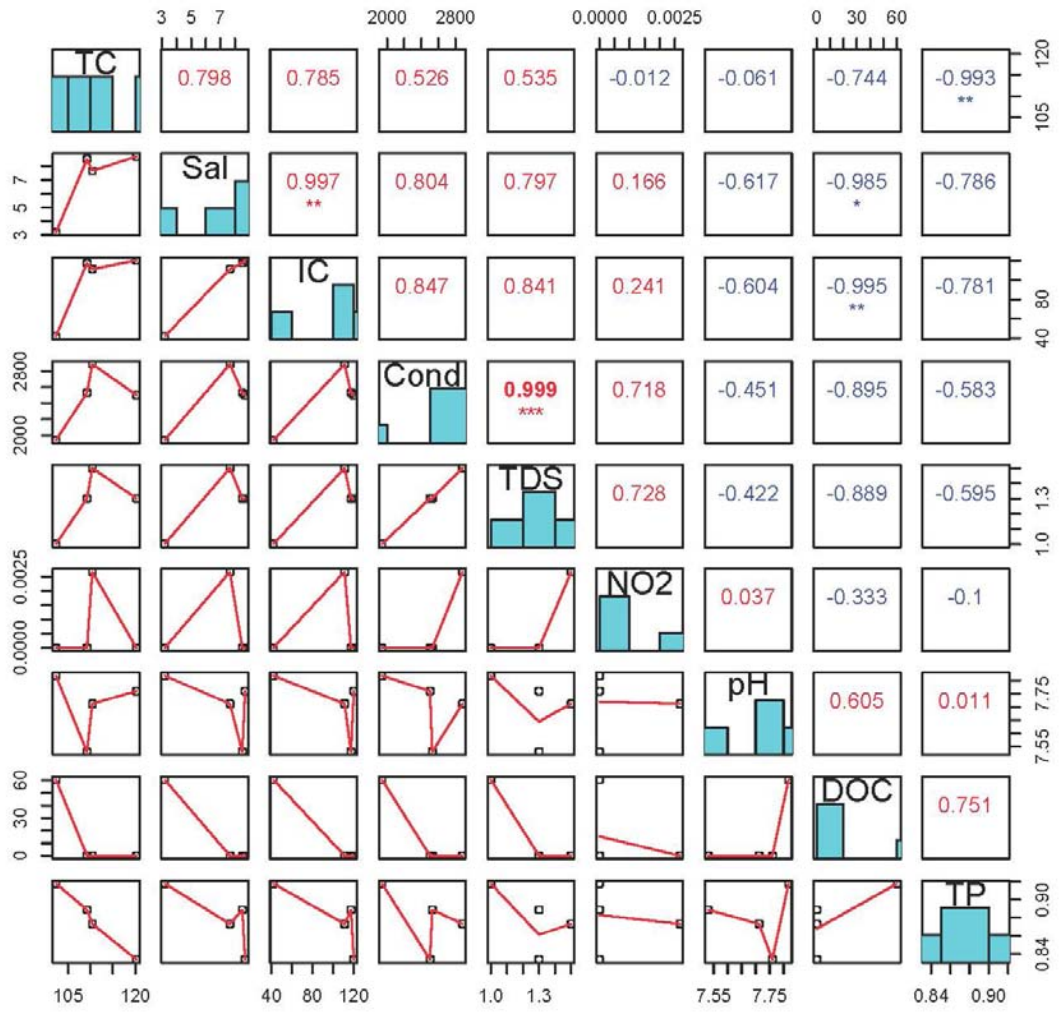 3 5 7 2000 2800 0.0000 0.0025 0 30 60
TC 0.798 0.785 0.526 0.535 -0.012 -0.061 -0.744 -0.993 105 120
**
7 5 3 Sal 0.997 0.804 0.797 0.166 -0.617 -0.985 -0.786
** *
IC 0.847 0.841 0.241 -0.604 -0.995 -0.781 40 80
**
2000 2800 Cond 0.999 0.718 -0.451 -0.895 -0.583
***
TDS 0.728 -0.422 -0.889 -0.595 1.0 1.3
0.0000 0.0025 NO2 0.037 -0.333 -0.1
pH 0.605 0.011 7.55 7.75
0 30 60 DOC 0.751
TP 0.84 0.90
105 120 40 80 120 1.0 1.3 7.55 7.75 0.84 0.90